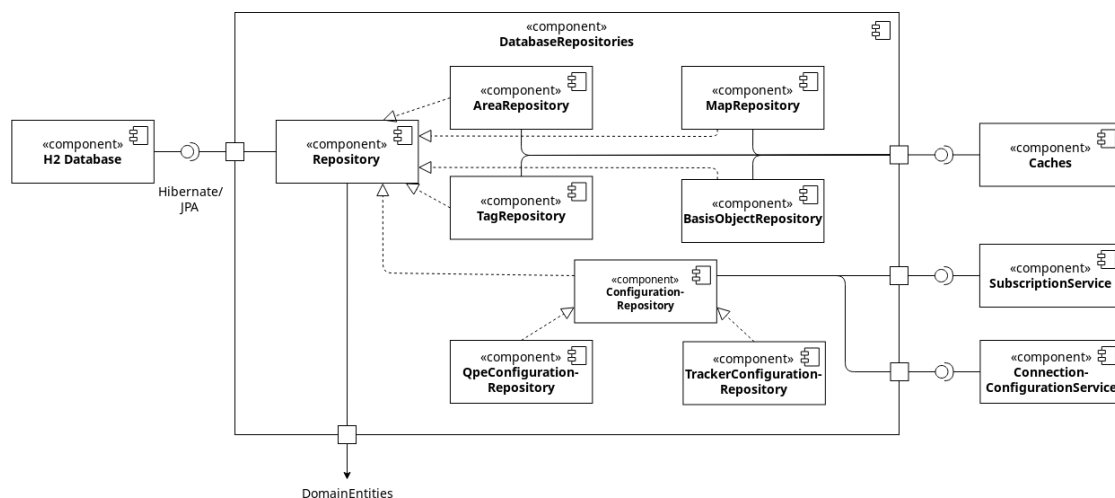 «component»
DatabaseRepositories
«component»
AreaRepository
«component»
MapRepository
«component»
H2 Database
«component»
Repository
«component»
Caches
Hibernate/
JPA
«component»
TagRepository
«component»
BasisObjectRepository
«component»
Configuration-
Repository
«component»
SubscriptionService
«component»
QpeConfiguration-
Repository
«component»
TrackerConfiguration-
Repository
«component»
Connection-
ConfigurationService
DomainEntities